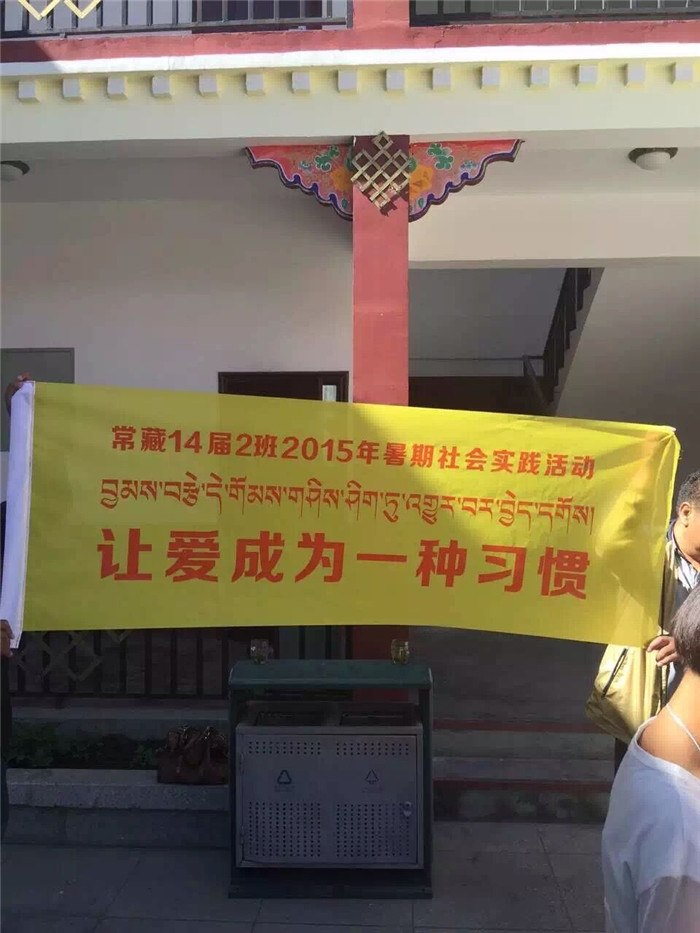 常藏14届2班2015年暑期社会实践活动
བྱམས་བརྩེ་དེ་གོམས་གཤིས་ཤིག་ཏུ་འགྱུར་བར་བྱེད་དགོས།
让爱成为一种习惯